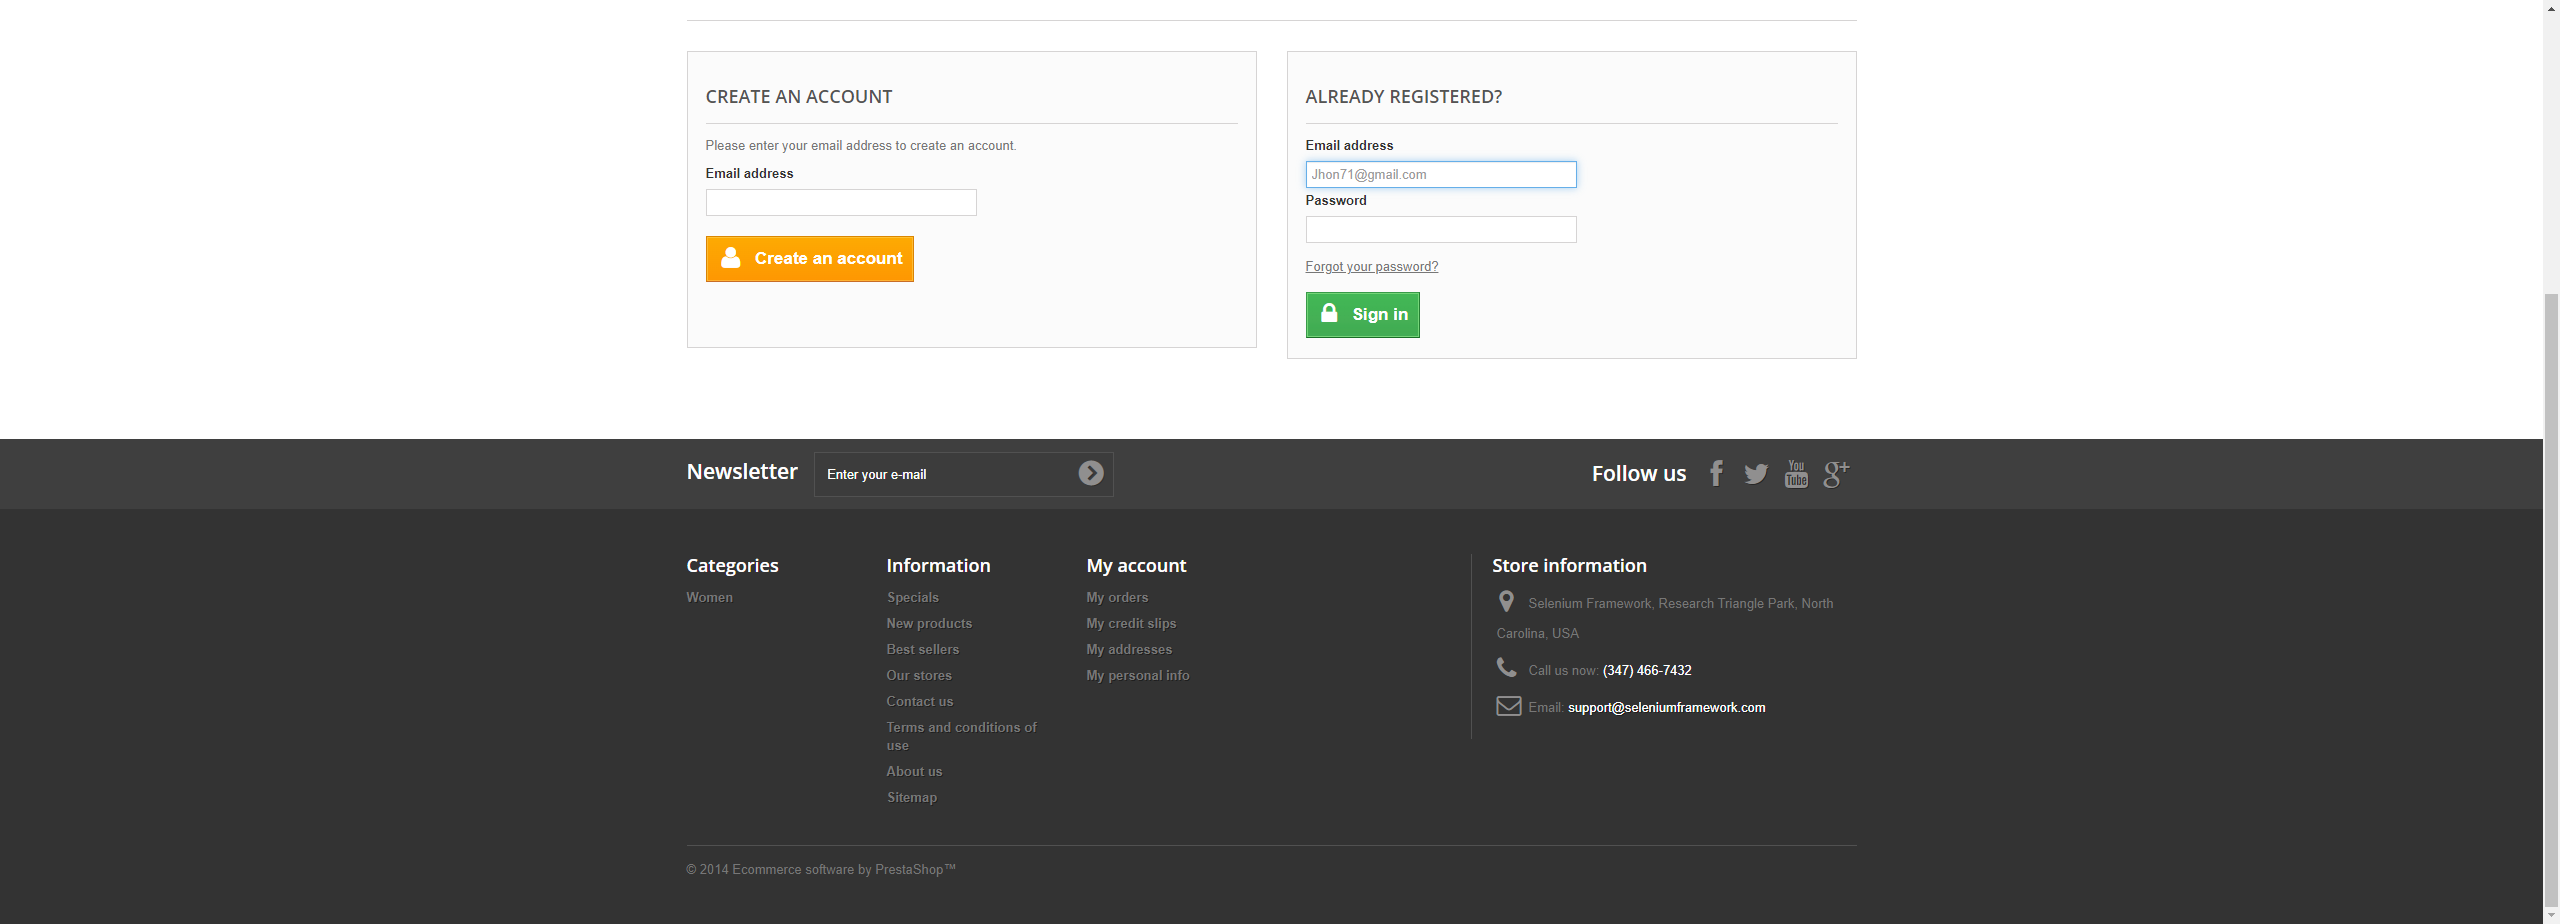 CREATE AN ACCOUNT
Please enter your email address to create an account.
Email address
Create an account
ALREADY REGISTERED?
Email address
Jhon71@gmail.com
Password
Forgot your password?
Sign in
Newsletter
Enter your e-mail
Follow us
You
Tube
g+
Categories
Women
Information
Specials
New products
Best sellers
Our stores
Contact us
Terms and conditions of
use
About us
Sitemap
My account
My orders
My credit slips
My addresses
My personal info
Store information
Selenium Framework, Research Triangle Park, North
Carolina, USA
Call us now: (347) 466-7432
Email: support@seleniumframework.com
© 2014 Ecommerce software by PrestaShop™